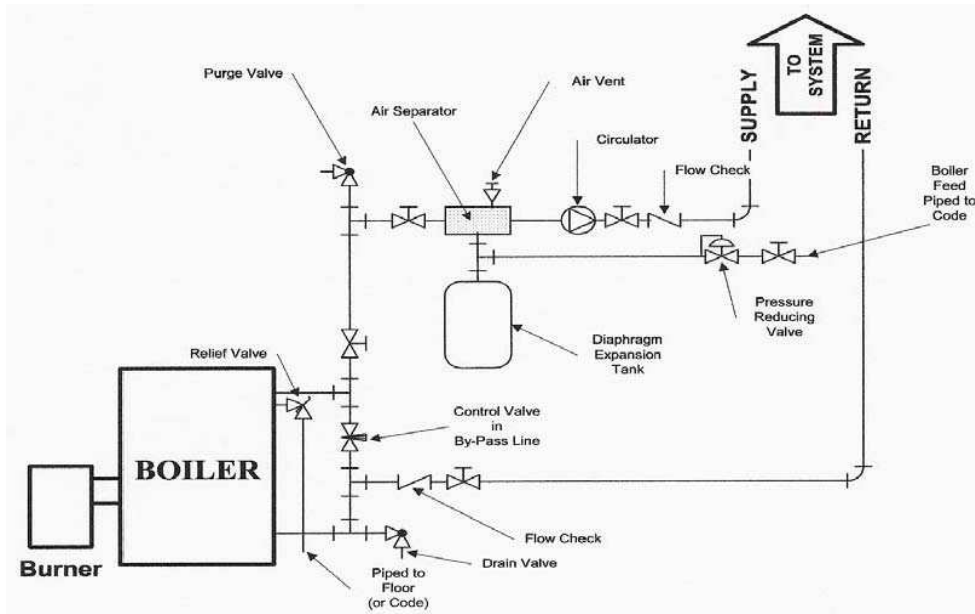 TO
SYSTEM
SUPPLY
RETURN
Purge Valve
Air Separator
Air Vent
Circulator
Flow Check
Boiler
Feed
Piped to
Code
Pressure
Reducing
Valve
Diaphragm
Expansion
Tank
Relief Valve
Control Valve
in
By-Pass Line
BOILER
Burner
Flow Check
Drain Valve
Piped to
Floor
(or Code)